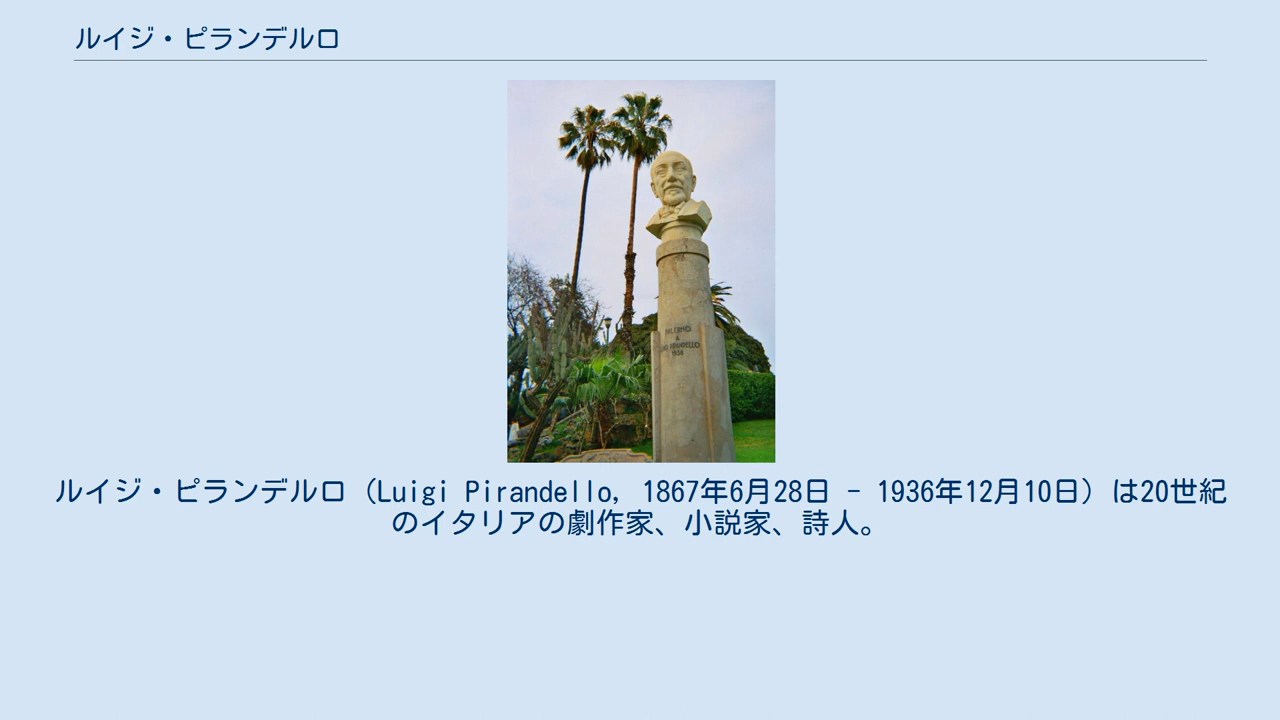 ルイジ・ピランデルロ
PALERMO
A
PIRANDELLO
ルイジ・ピランデルロ（Luigi Pirandello, 1867年6月28日 - 1936年12月10日）は20世紀
のイタリアの劇作家、小説家、詩人。